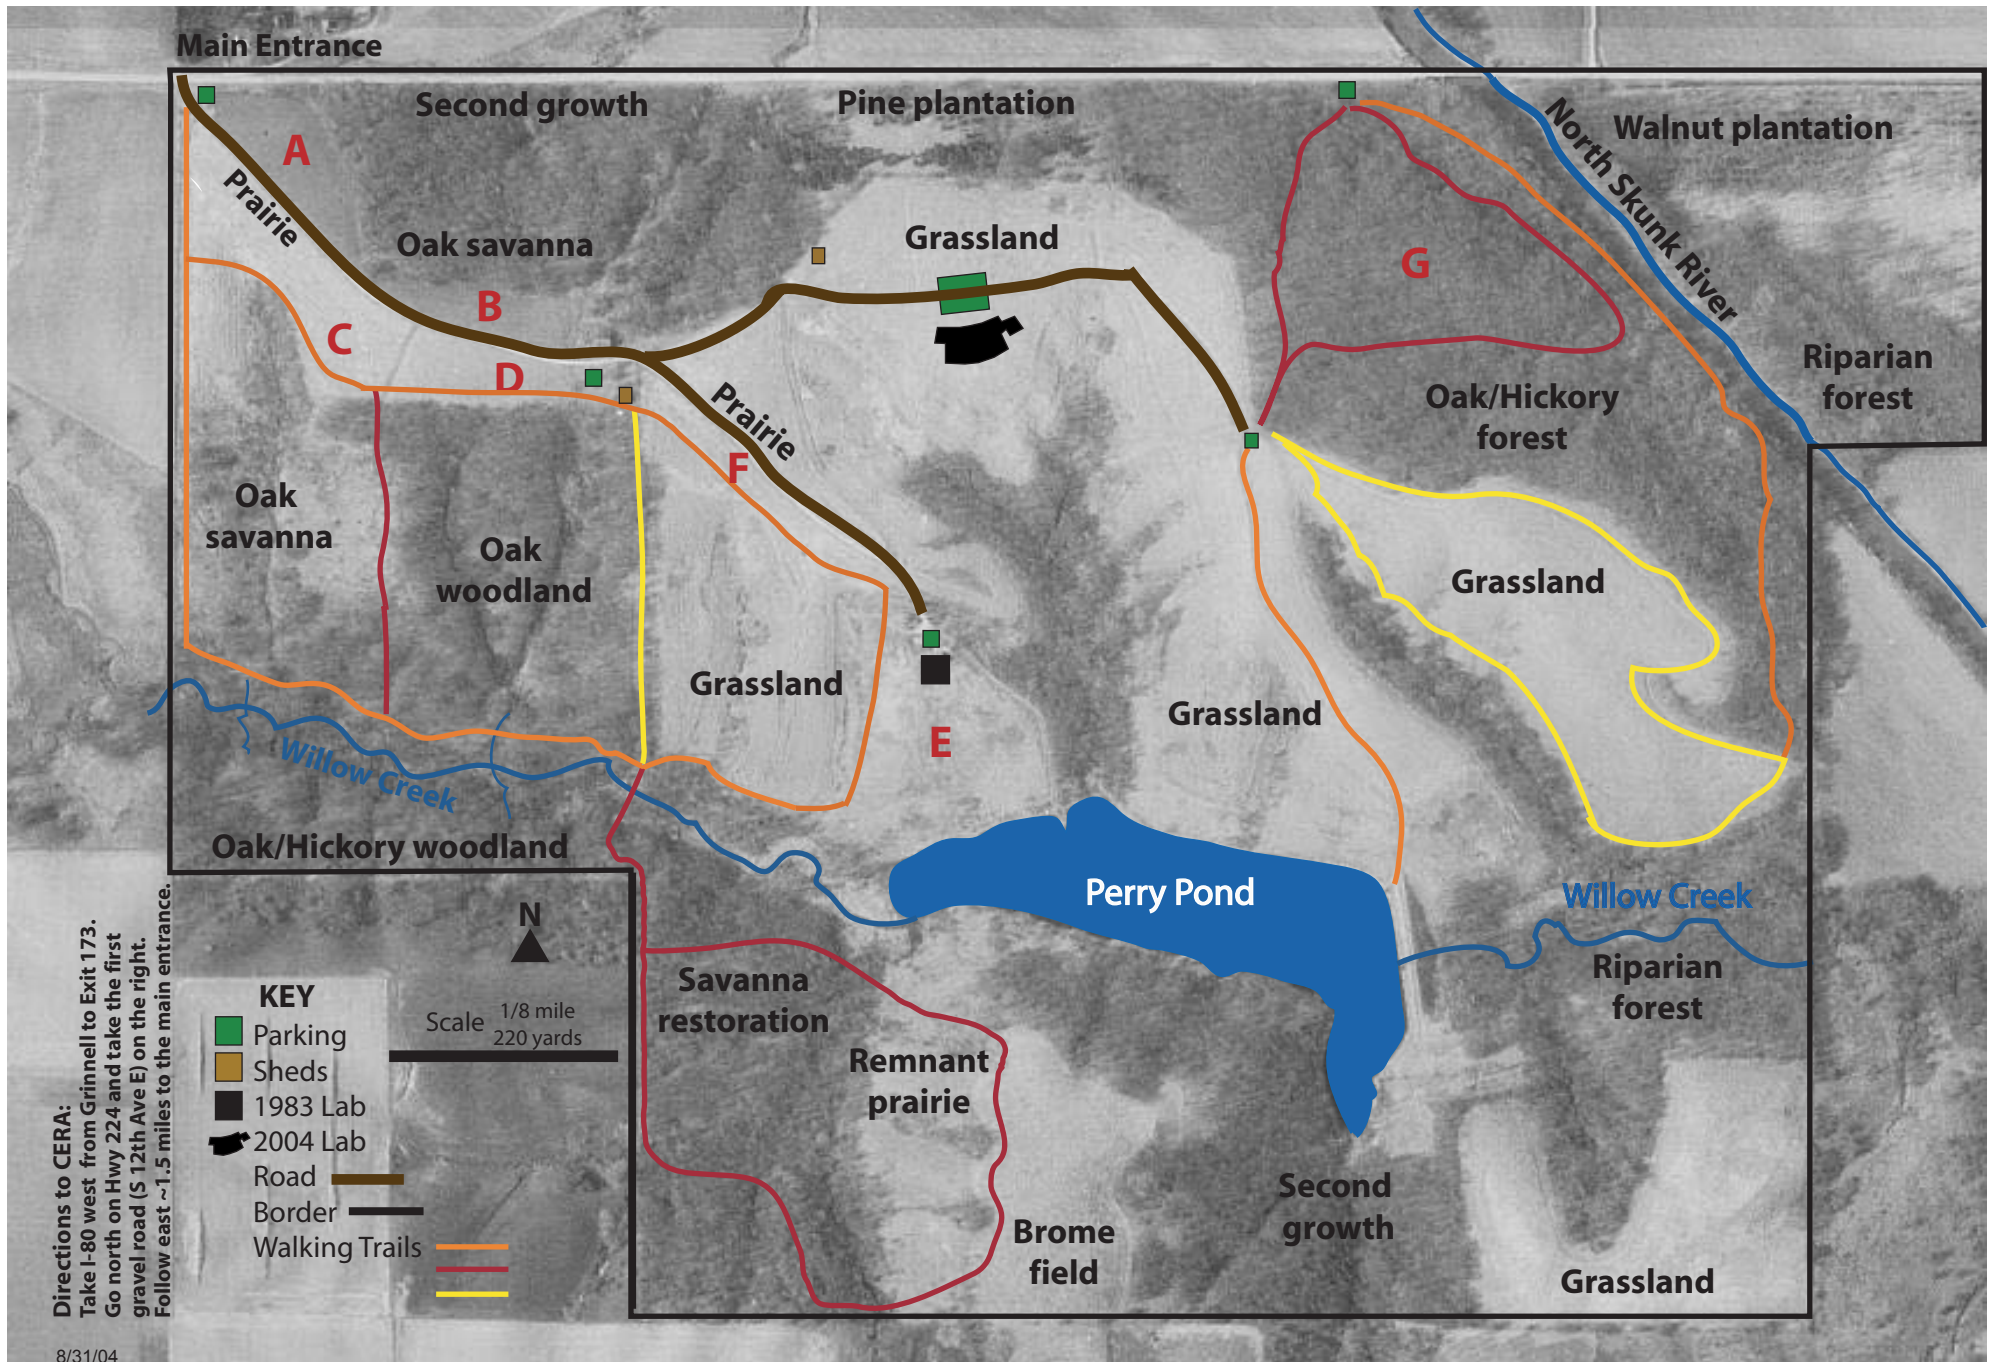 Main Entrance
Second growth
Pine plantation
Walnut plantation
North Skunk River
A
Prairie
Oak savanna
Grassland
G
B
C
D
Riparian
forest
Prairie
F
Oak/Hickory
forest
Oak
savanna
Oak
woodland
Grassland
Grassland
Grassland
E
Willow Creek
Oak/Hickory woodland
Perry Pond
Willow Creek
Riparian
forest
N
Savanna
restoration
Remnant
prairie
Brome
field
Second
growth
Grassland
KEY
Parking
Sheds
1983 Lab
2004 Lab
Road
Border
Walking Trails
Scale
1/8 mile
220 yards
Directions to CERA:
Take I-80 west from Grinnell to Exit 173.
Go north on Hwy 224 and take the first
gravel road (S 12th Ave E) on the right.
Follow east ~1.5 miles to the main entrance.
8/31/04